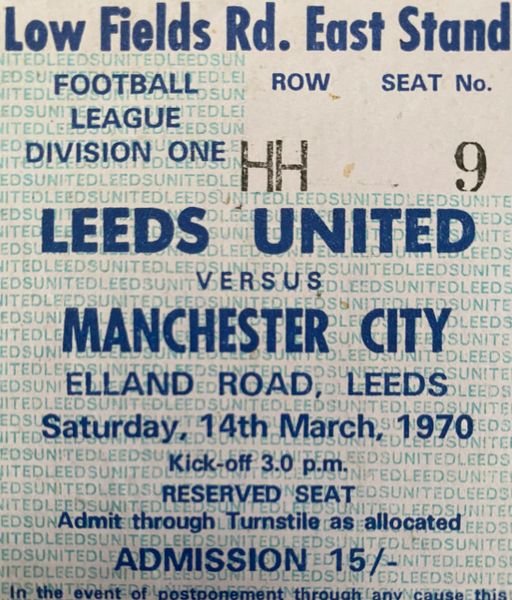 Low Fields Rd. East Stand
FOOTBALL LEAGUE DIVISION ONE
ROW HH
SEAT No. 9
LEEDS UNITED
VERSUS
MANCHESTER CITY
ELLAND ROAD, LEEDS
Saturday, 14th March, 1970
Kick-off 3.0 p.m.
RESERVED SEAT
Admit through Turnstile as allocated
ADMISSION 15/-
In the event of postponement through any cause this